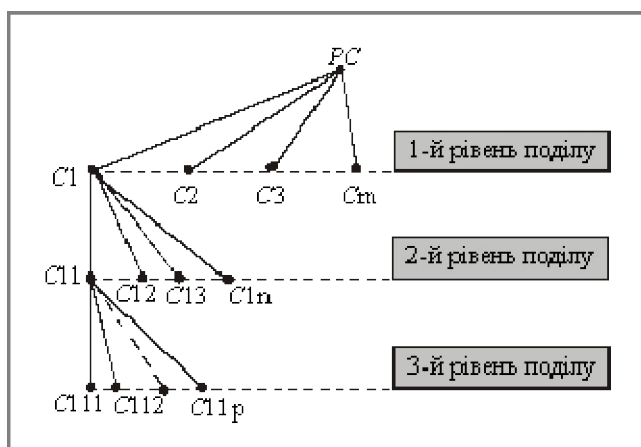 PC
C1 C2 C3 Cm 1-й рівень поділу
C11 C12 C13 C1n 2-й рівень поділу
C111 C112 C11p 3-й рівень поділу